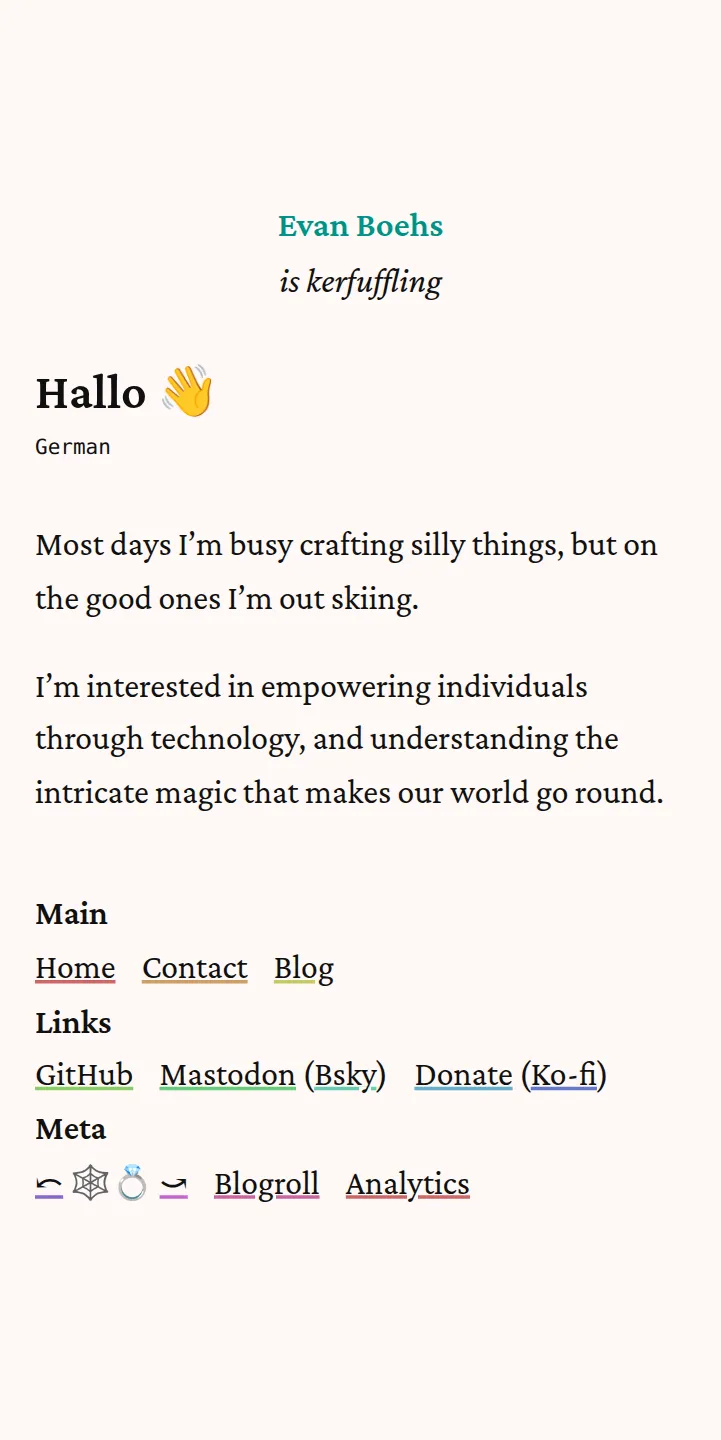 Evan Boehs
is kerfuffling
Hallo 👋
German
Most days I’m busy crafting silly things, but on
the good ones I’m out skiing.
I’m interested in empowering individuals
through technology, and understanding the
intricate magic that makes our world go round.
Main
Home Contact Blog
Links
GitHub Mastodon (Bsky) Donate (Ko-fi)
Meta
⤺ 🕸️💍 ⤻ Blogroll Analytics